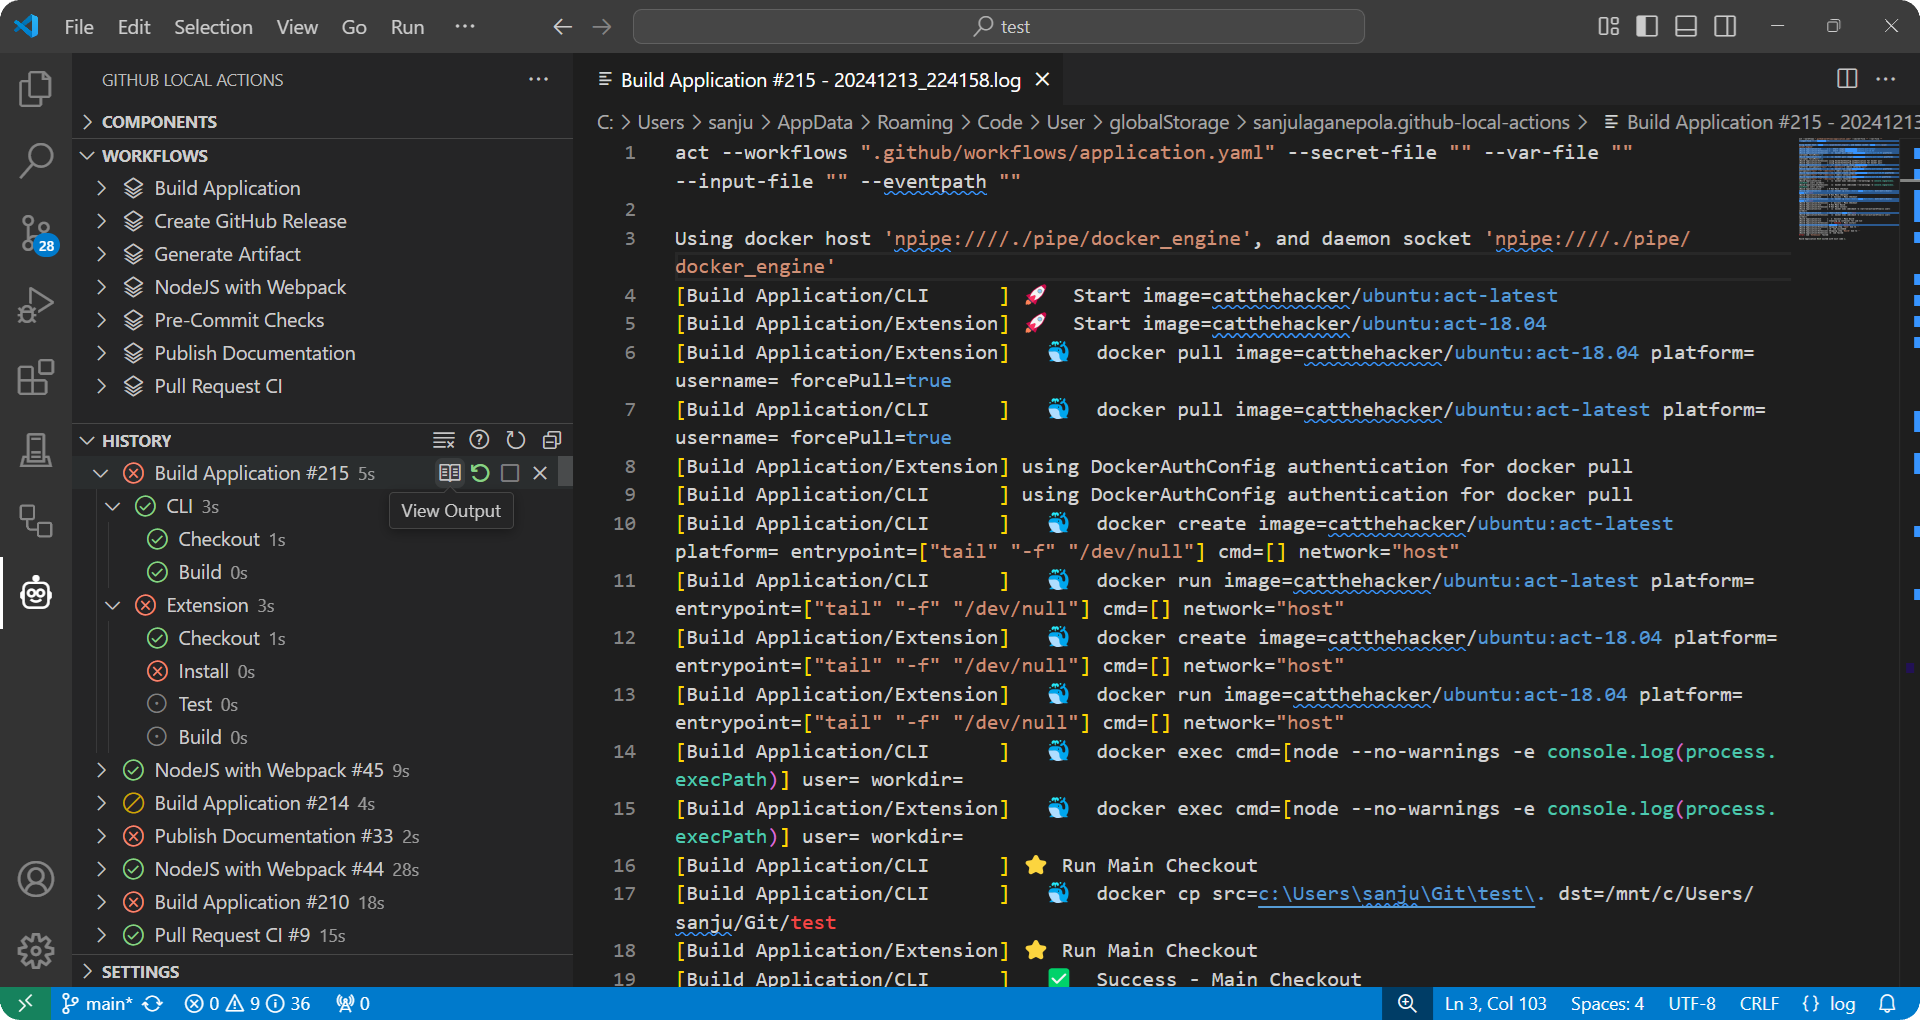 File Edit Selection View Go Run ···
test
GITHUB LOCAL ACTIONS
COMPONENTS
WORKFLOWS
Build Application
Create GitHub Release
Generate Artifact
NodeJS with Webpack
Pre-Commit Checks
Publish Documentation
Pull Request CI
HISTORY
Build Application #215 5s
View Output
CLI 3s
Checkout 1s
Build 0s
Extension 3s
Checkout 1s
Install 0s
Test 0s
Build 0s
NodeJS with Webpack #45 9s
Build Application #214 4s
Publish Documentation #33 2s
NodeJS with Webpack #44 28s
Build Application #210 18s
Pull Request CI #9 15s
SETTINGS
28
Build Application #215 - 20241213_224158.log
C: > Users > sanju > AppData > Roaming > Code > User > globalStorage > sanjulaganepola.github-local-actions > Build Application #215 - 20241213
1 act --workflows ".github/workflows/application.yaml" --secret-file "" --var-file ""
--input-file "" --eventpath ""
2
3 Using docker host 'npipe:////./pipe/docker_engine', and daemon socket 'npipe:////./pipe/
docker_engine'
4 [Build Application/CLI      ] 🚀  Start image=catthehacker/ubuntu:act-latest
5 [Build Application/Extension] 🚀  Start image=catthehacker/ubuntu:act-18.04
6 [Build Application/Extension]   🐳  docker pull image=catthehacker/ubuntu:act-18.04 platform=
username= forcePull=true
7 [Build Application/CLI      ]   🐳  docker pull image=catthehacker/ubuntu:act-latest platform=
username= forcePull=true
8 [Build Application/Extension] using DockerAuthConfig authentication for docker pull
9 [Build Application/CLI      ] using DockerAuthConfig authentication for docker pull
10 [Build Application/CLI      ]   🐳  docker create image=catthehacker/ubuntu:act-latest
platform= entrypoint=["tail" "-f" "/dev/null"] cmd=[] network="host"
11 [Build Application/CLI      ]   🐳  docker run image=catthehacker/ubuntu:act-latest platform=
entrypoint=["tail" "-f" "/dev/null"] cmd=[] network="host"
12 [Build Application/Extension]   🐳  docker create image=catthehacker/ubuntu:act-18.04 platform=
entrypoint=["tail" "-f" "/dev/null"] cmd=[] network="host"
13 [Build Application/Extension]   🐳  docker run image=catthehacker/ubuntu:act-18.04 platform=
entrypoint=["tail" "-f" "/dev/null"] cmd=[] network="host"
14 [Build Application/CLI      ]   🐳  docker exec cmd=[node --no-warnings -e console.log(process.
execPath)] user= workdir=
15 [Build Application/Extension]   🐳  docker exec cmd=[node --no-warnings -e console.log(process.
execPath)] user= workdir=
16 [Build Application/CLI      ] ⭐ Run Main Checkout
17 [Build Application/CLI      ]   🐳  docker cp src=c:\Users\sanju\Git\test\. dst=/mnt/c/Users/
sanju/Git/test
18 [Build Application/Extension] ⭐ Run Main Checkout
19 [Build Application/CLI      ]   ✅  Success - Main Checkout
main* 0 9 36 0
Ln 3, Col 103 Spaces: 4 UTF-8 CRLF {} log